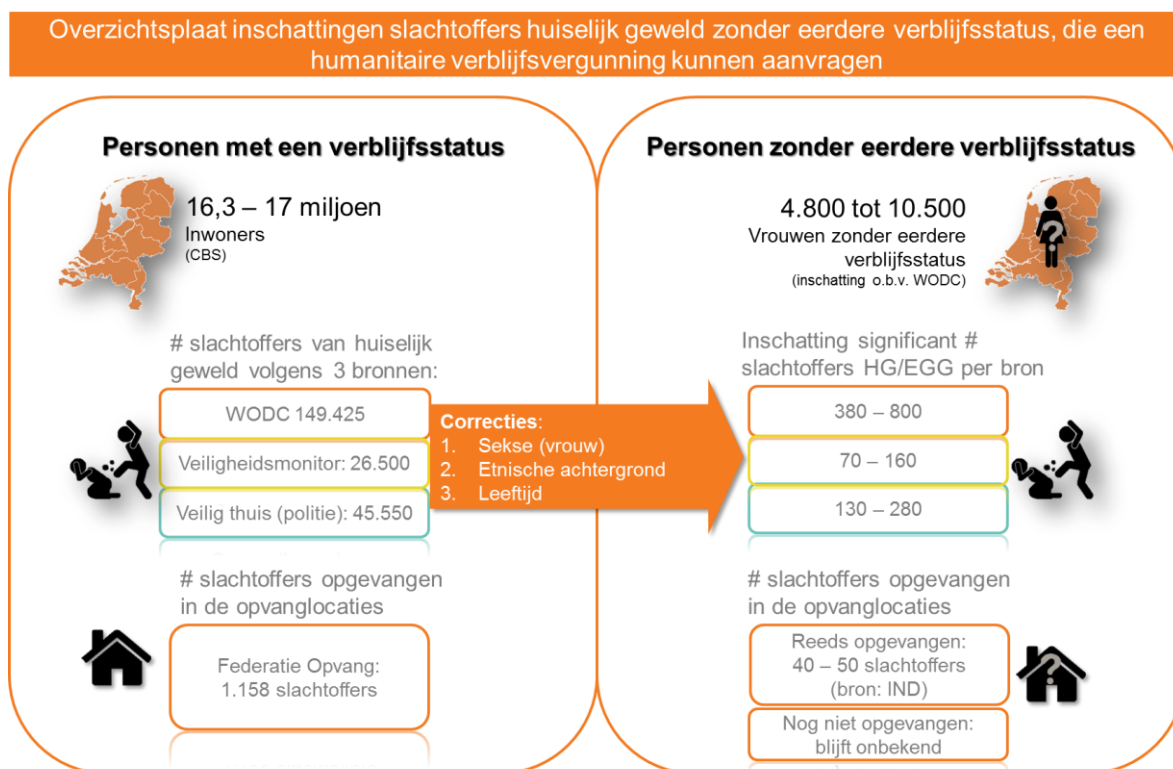 Overzichtsplaat inschattingen slachtoffers huiselijk geweld zonder eerdere verblijfsstatus, die een
humanitaire verblijfsvergunning kunnen aanvragen
Personen met een verblijfsstatus
16,3 – 17 miljoen
Inwoners
(CBS)
# slachtoffers van huiselijk
geweld volgens 3 bronnen:
WODC 149.425
Veiligheidsmonitor: 26.500
Veilig thuis (politie): 45.550
# slachtoffers opgevangen
in de opvanglocaties
Federatie Opvang:
1.158 slachtoffers
Correcties:
1. Sekse (vrouw)
2. Etnische achtergrond
3. Leeftijd
Personen zonder eerdere verblijfsstatus
4.800 tot 10.500
Vrouwen zonder eerdere
verblijfsstatus
(inschatting o.b.v. WODC)
?
Inschatting significant #
slachtoffers HG/EGG per bron
380 – 800
70 – 160
130 – 280
# slachtoffers opgevangen
in de opvanglocaties
Reeds opgevangen:
40 – 50 slachtoffers
(bron: IND)
?
Nog niet opgevangen:
blijft onbekend